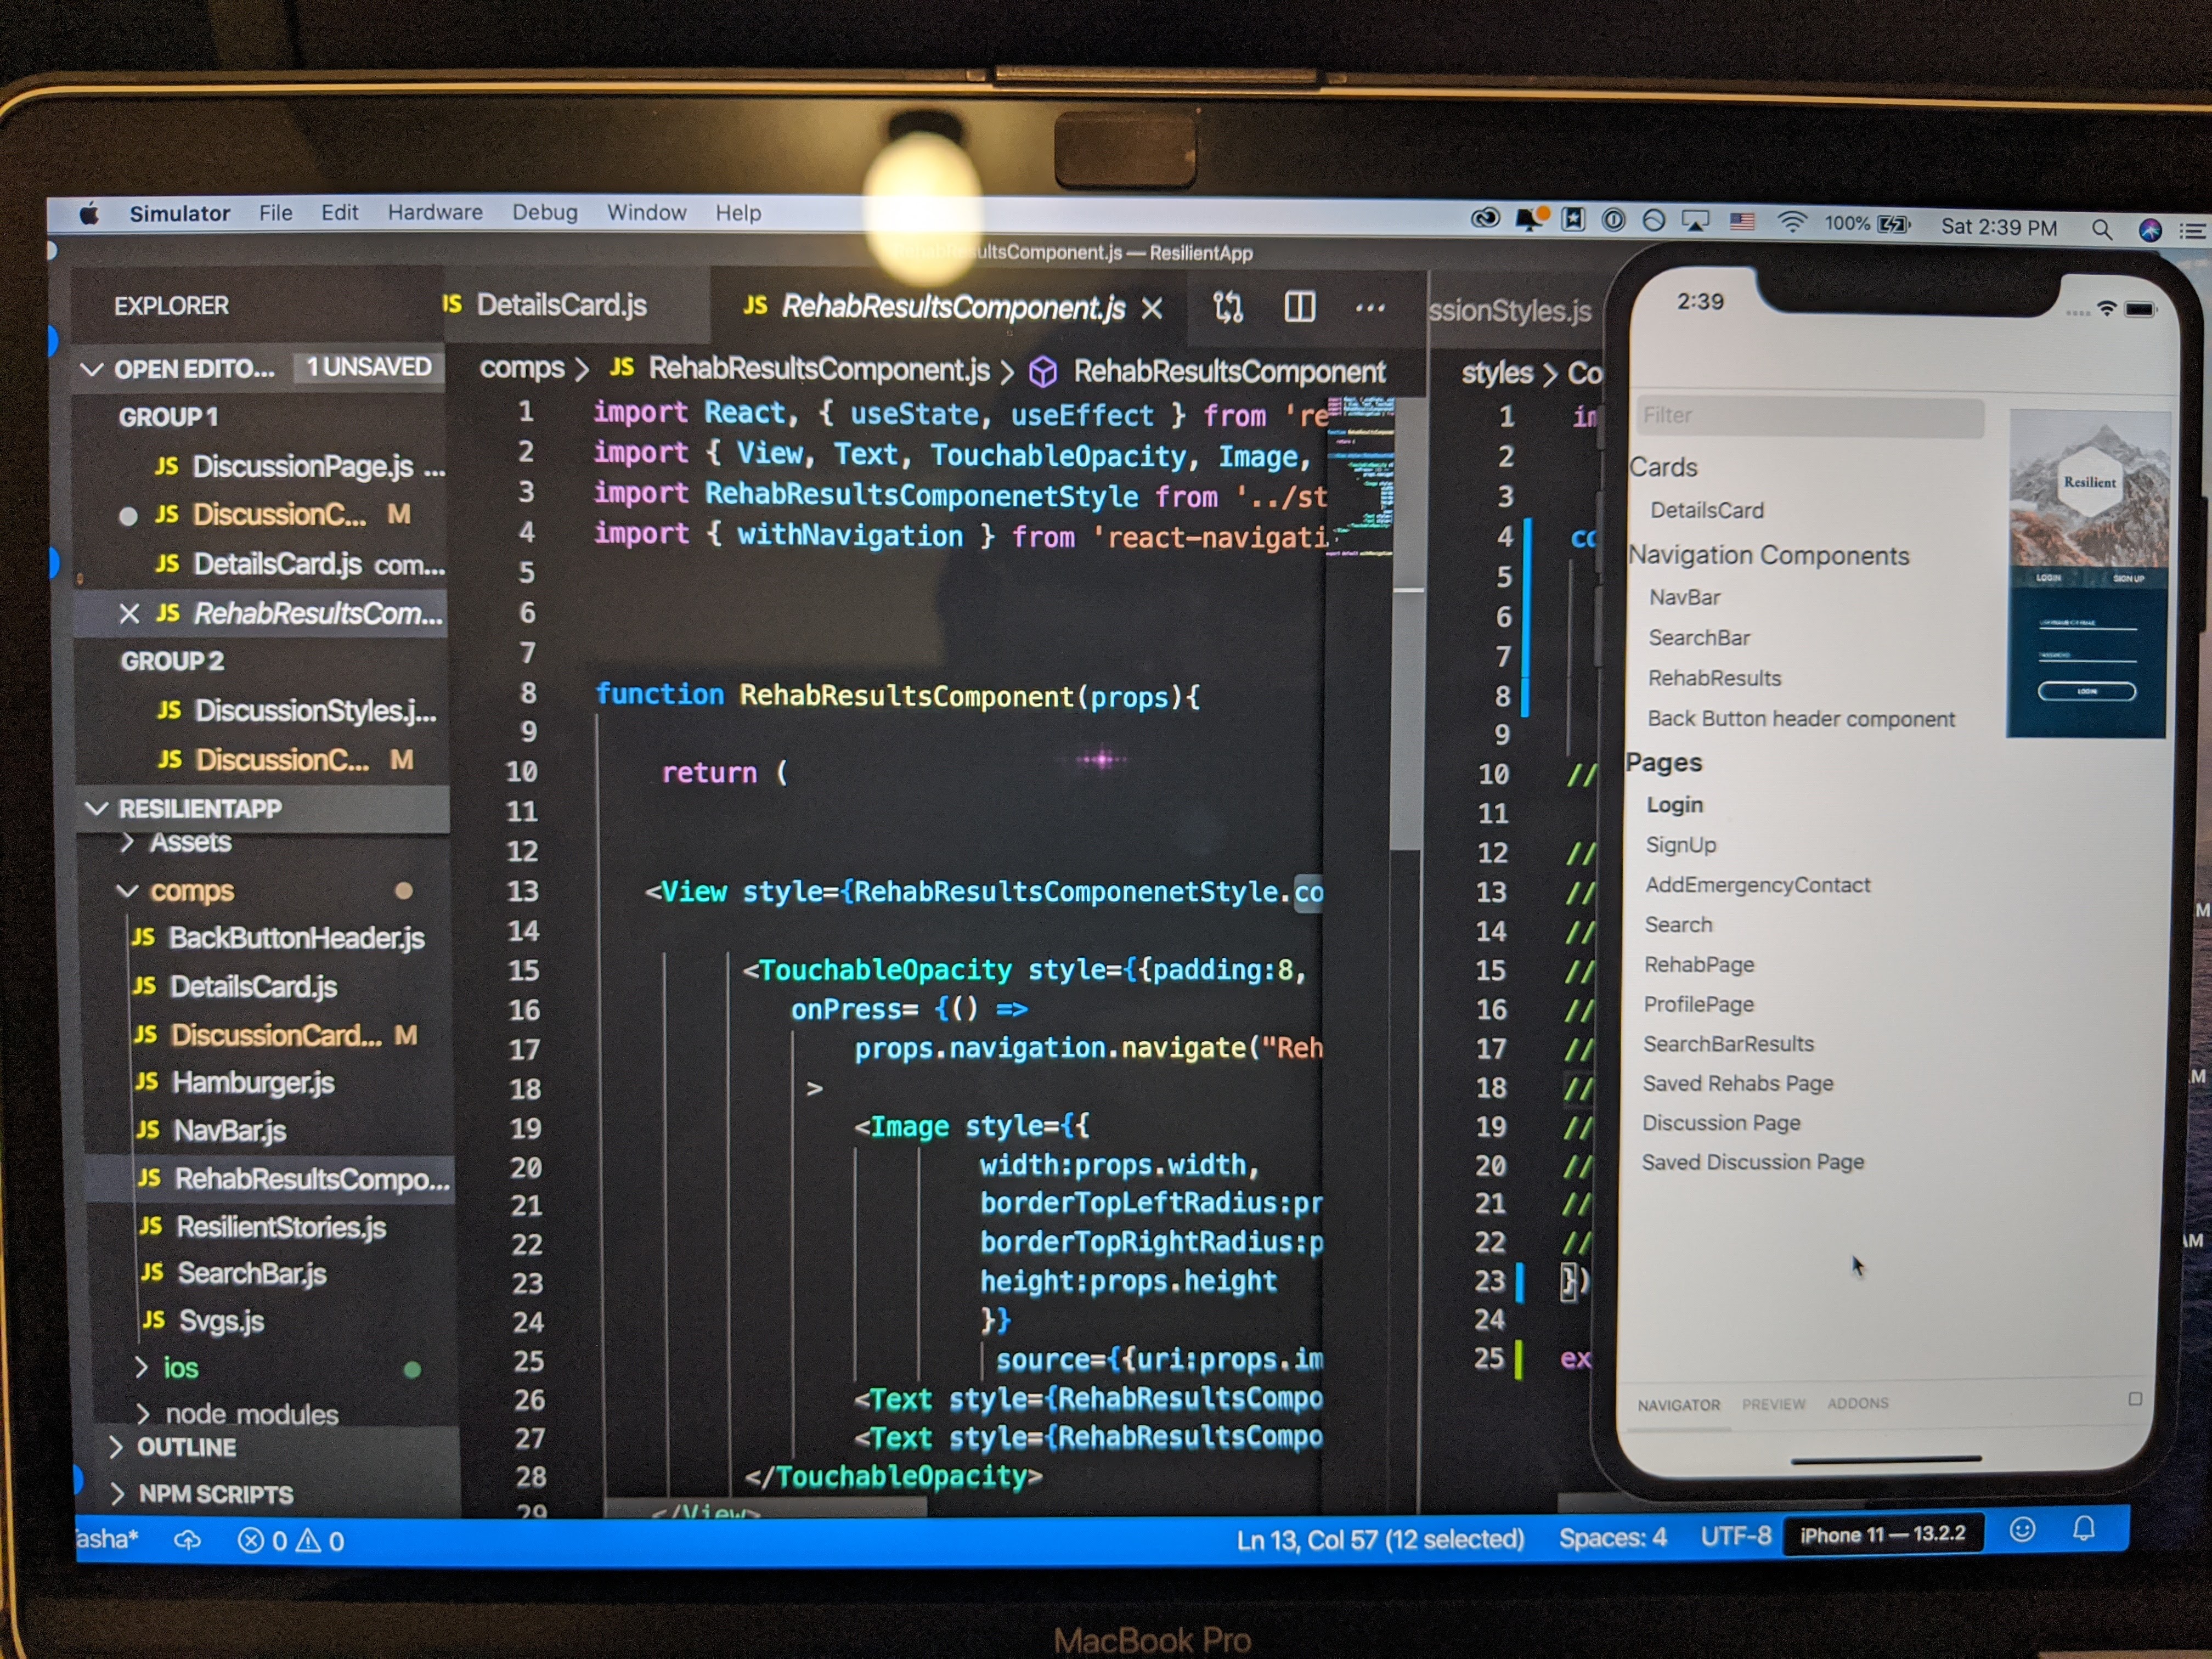 Simulator File Edit Hardware Debug Window Help
100% Sat 2:39 PM
ultsComponent.js — ResilientApp
EXPLORER
JS DetailsCard.js
JS RehabResultsComponent.js
ssionStyles.js
OPEN EDITO... 1 UNSAVED
GROUP 1
JS DiscussionPage.js ...
JS DiscussionC... M
JS DetailsCard.js com...
JS RehabResultsCom...
GROUP 2
JS DiscussionStyles.j...
JS DiscussionC... M
RESILIENTAPP
Assets
comps
JS BackButtonHeader.js
JS DetailsCard.js
JS DiscussionCard... M
JS Hamburger.js
JS NavBar.js
JS RehabResultsCompo...
JS ResilientStories.js
JS SearchBar.js
JS Svgs.js
ios
node_modules
OUTLINE
NPM SCRIPTS
comps > JS RehabResultsComponent.js > RehabResultsComponent
1 import React, { useState, useEffect } from 're
2 import { View, Text, TouchableOpacity, Image,
3 import RehabResultsComponenetStyle from '../st
4 import { withNavigation } from 'react-navigati
5
6
7
8 function RehabResultsComponent(props){
9
10 return (
11
12
13 <View style={RehabResultsComponenetStyle.co
14
15 <TouchableOpacity style={{padding:8,
16 onPress= {() =>
17 props.navigation.navigate("Reh
18 >
19 <Image style={{
20 width:props.width,
21 borderTopLeftRadius:pr
22 borderTopRightRadius:p
23 height:props.height
24 }}
25 source={{uri:props.im
26 <Text style={RehabResultsCompo
27 <Text style={RehabResultsCompo
28 </TouchableOpacity>
29 </View>
styles > Co
1 im
2
3
4 co
5
6
7
8
9
10 //
11
12 //
13 //
14 //
15 //
16 //
17 //
18 //
19 //
20 //
21 //
22 //
23 })
24
25 ex
2:39
Filter
Cards
DetailsCard
Navigation Components
NavBar
SearchBar
RehabResults
Back Button header component
Pages
Login
SignUp
AddEmergencyContact
Search
RehabPage
ProfilePage
SearchBarResults
Saved Rehabs Page
Discussion Page
Saved Discussion Page
Resilient
LOGIN SIGN UP
LOGIN
NAVIGATOR PREVIEW ADDONS
asha* 0 0
Ln 13, Col 57 (12 selected) Spaces: 4 UTF-8 iPhone 11 — 13.2.2
MacBook Pro